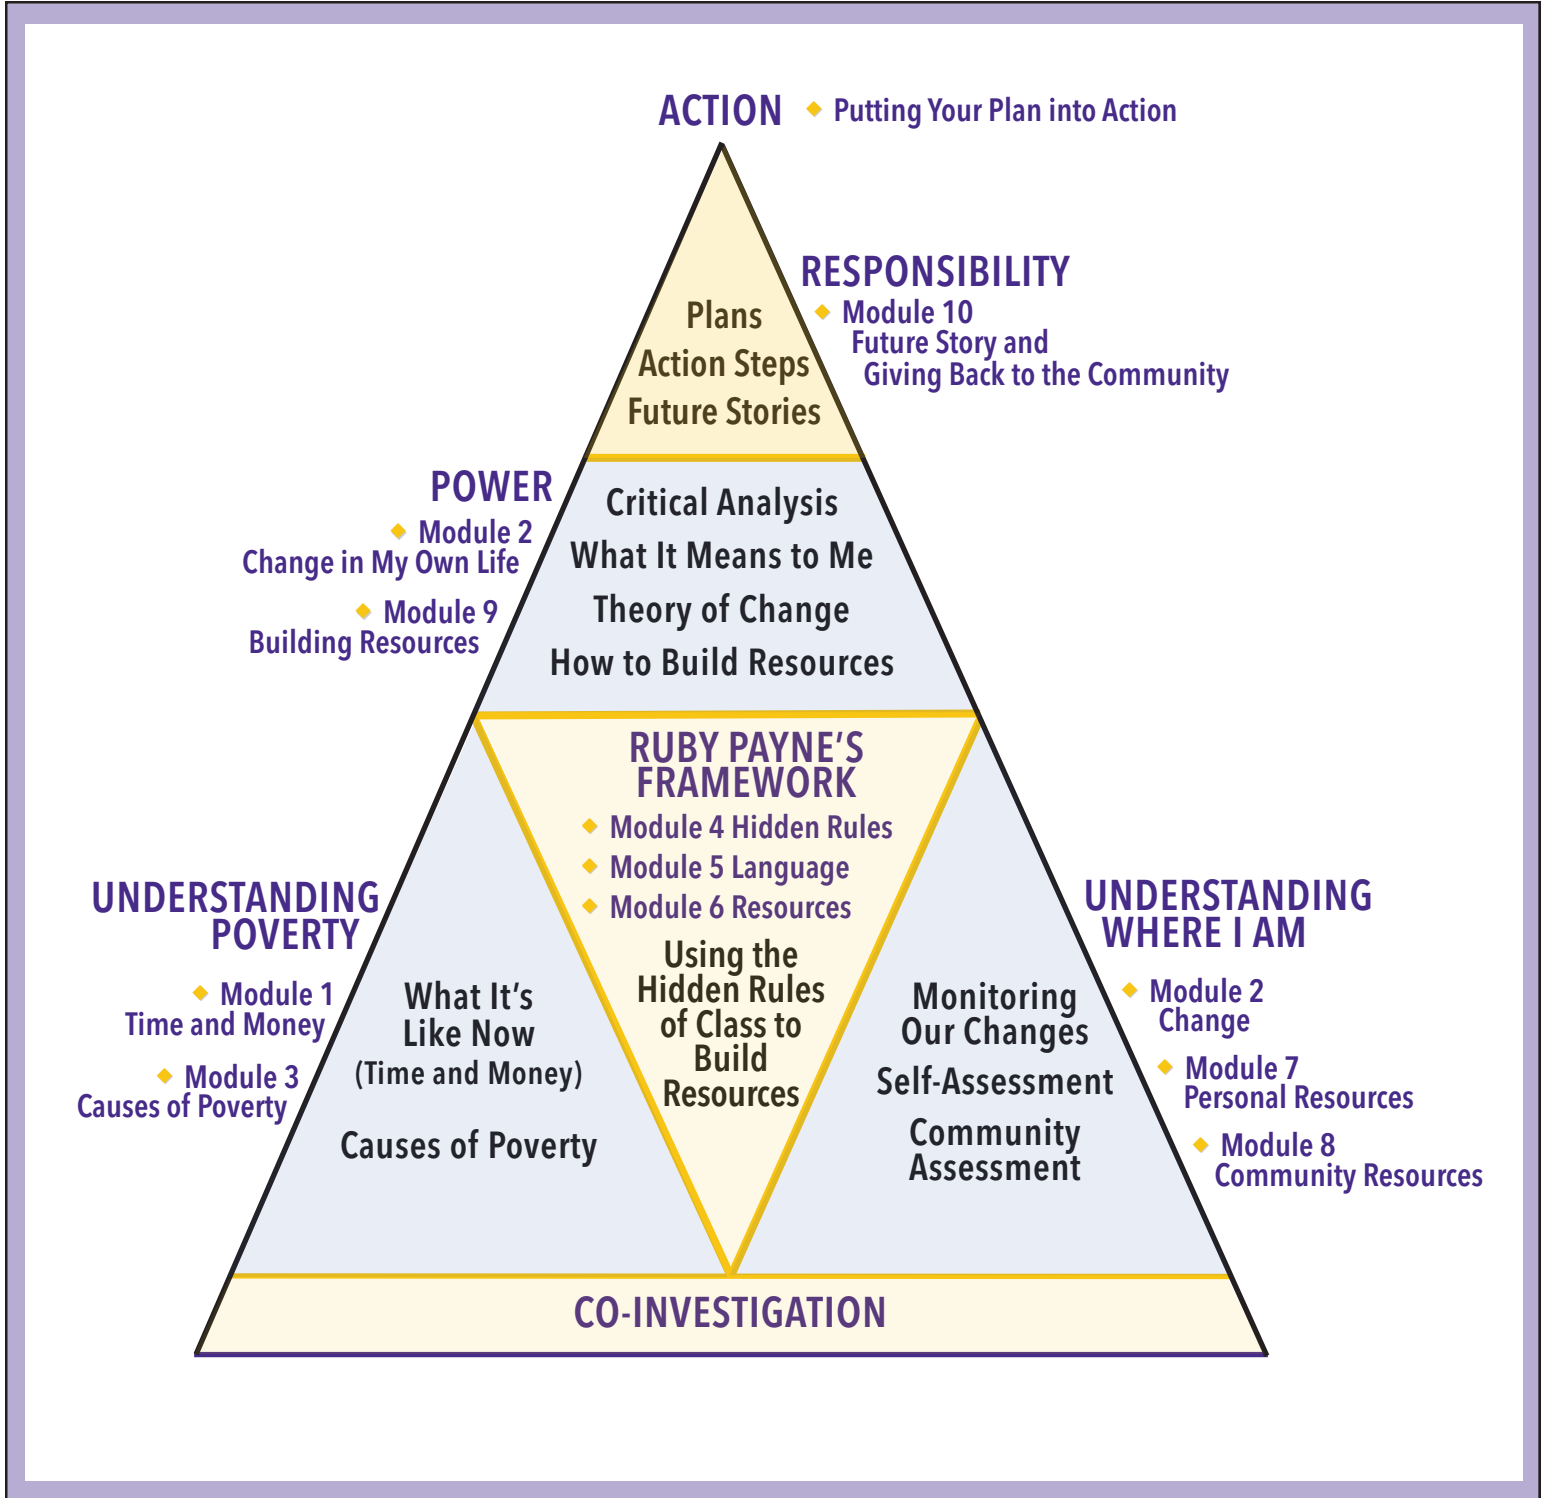 ACTION ◆ Putting Your Plan into Action
RESPONSIBILITY
◆ Module 10
Future Story and
Giving Back to the Community
Plans
Action Steps
Future Stories
POWER
◆ Module 2
Change in My Own Life
◆ Module 9
Building Resources
Critical Analysis
What It Means to Me
Theory of Change
How to Build Resources
RUBY PAYNE'S
FRAMEWORK
◆ Module 4 Hidden Rules
◆ Module 5 Language
◆ Module 6 Resources
Using the
Hidden Rules
of Class to
Build
Resources
UNDERSTANDING
POVERTY
◆ Module 1
Time and Money
◆ Module 3
Causes of Poverty
What It's
Like Now
(Time and Money)
Causes of Poverty
Monitoring
Our Changes
Self-Assessment
Community
Assessment
UNDERSTANDING
WHERE I AM
◆ Module 2
Change
◆ Module 7
Personal Resources
◆ Module 8
Community Resources
CO-INVESTIGATION